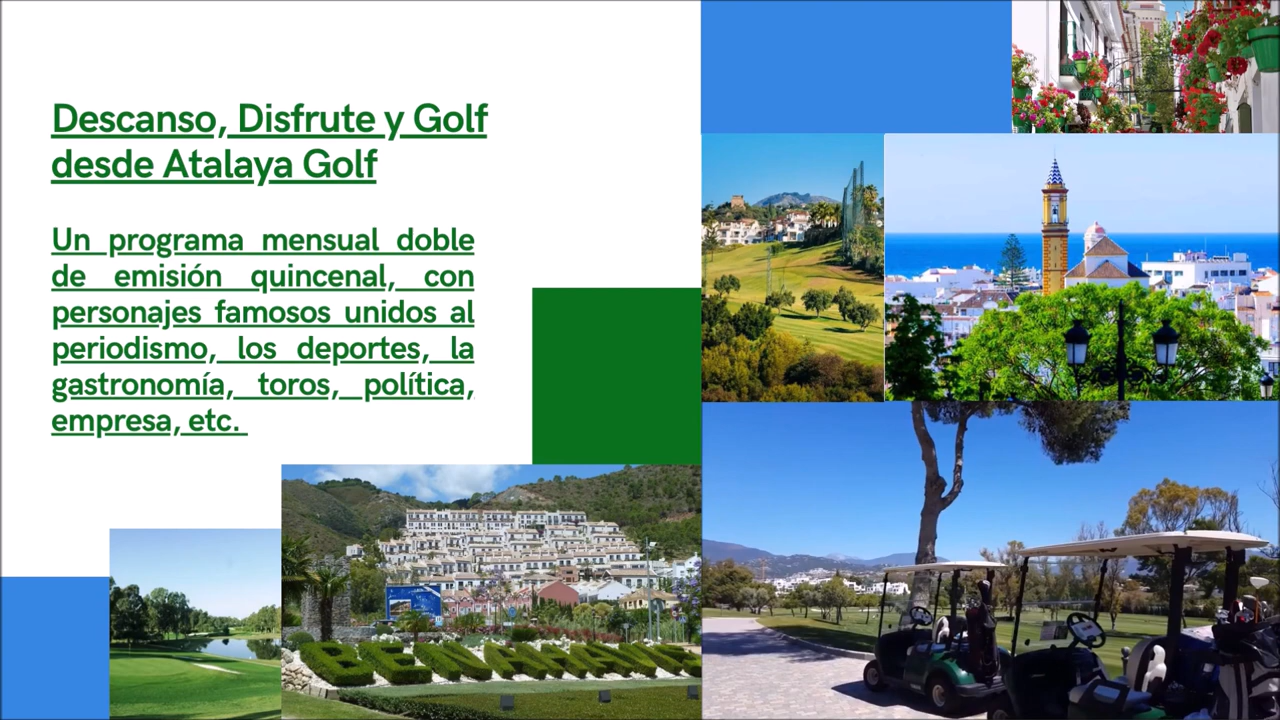 Descanso, Disfrute y Golf
desde Atalaya Golf
Un programa mensual doble
de emisión quincenal, con
personajes famosos unidos al
periodismo, los deportes, la
gastronomía, toros, política,
empresa, etc.
BENAHAVIS